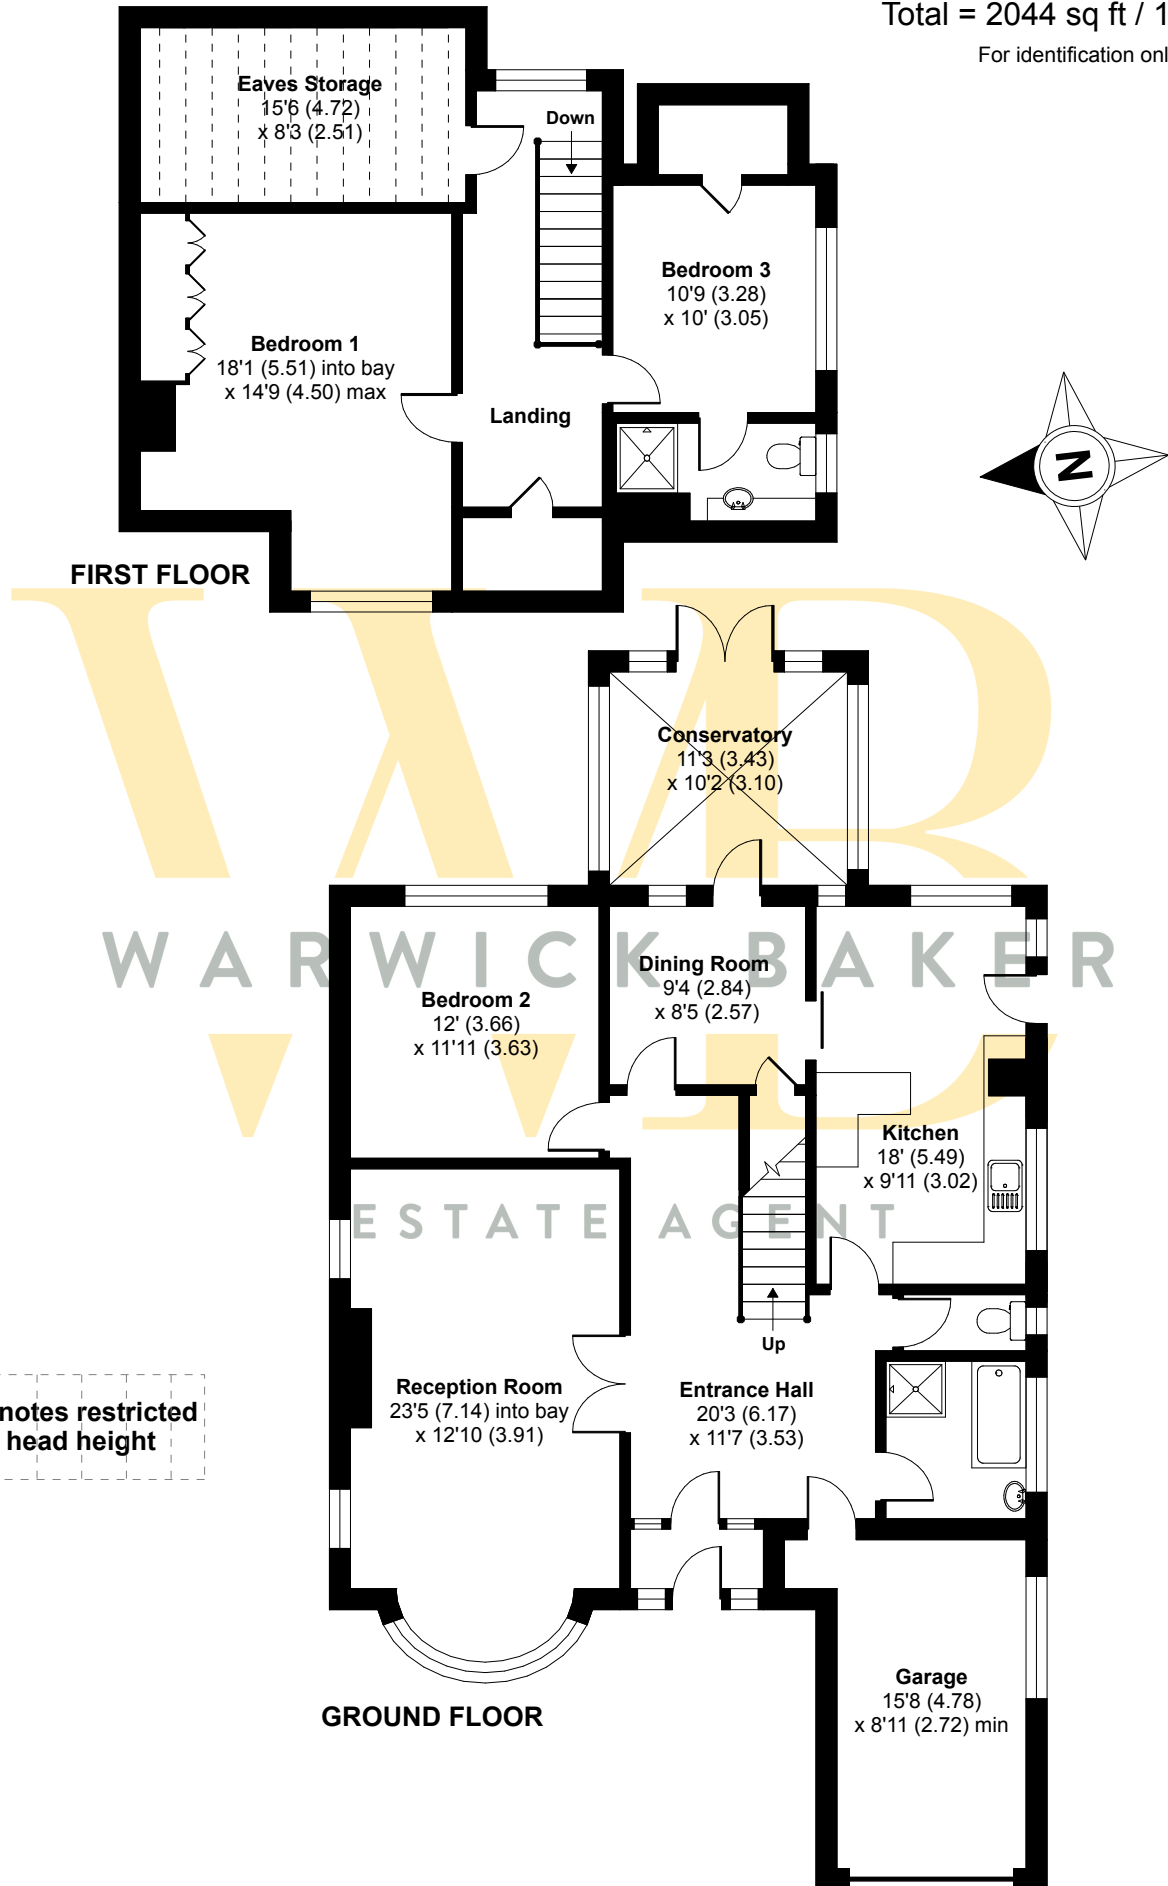 Total = 2044 sq ft / 1
For identification onl
Eaves Storage
15'6 (4.72)
x 8'3 (2.51)
Down
Bedroom 3
10'9 (3.28)
x 10' (3.05)
Bedroom 1
18'1 (5.51) into bay
x 14'9 (4.50) max
Landing
N
FIRST FLOOR
Conservatory
11'3 (3.43)
x 10'2 (3.10)
WARWICK BAKER
Dining Room
9'4 (2.84)
x 8'5 (2.57)
Bedroom 2
12' (3.66)
x 11'11 (3.63)
Kitchen
18' (5.49)
x 9'11 (3.02)
ESTATE AGENT
Up
Reception Room
23'5 (7.14) into bay
x 12'10 (3.91)
Entrance Hall
20'3 (6.17)
x 11'7 (3.53)
notes restricted
head height
Garage
15'8 (4.78)
x 8'11 (2.72) min
GROUND FLOOR